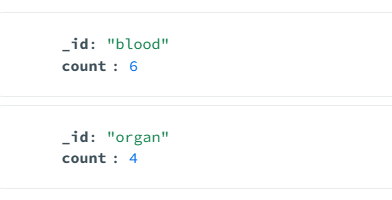 _id: "blood"
count : 6
_id: "organ"
count : 4